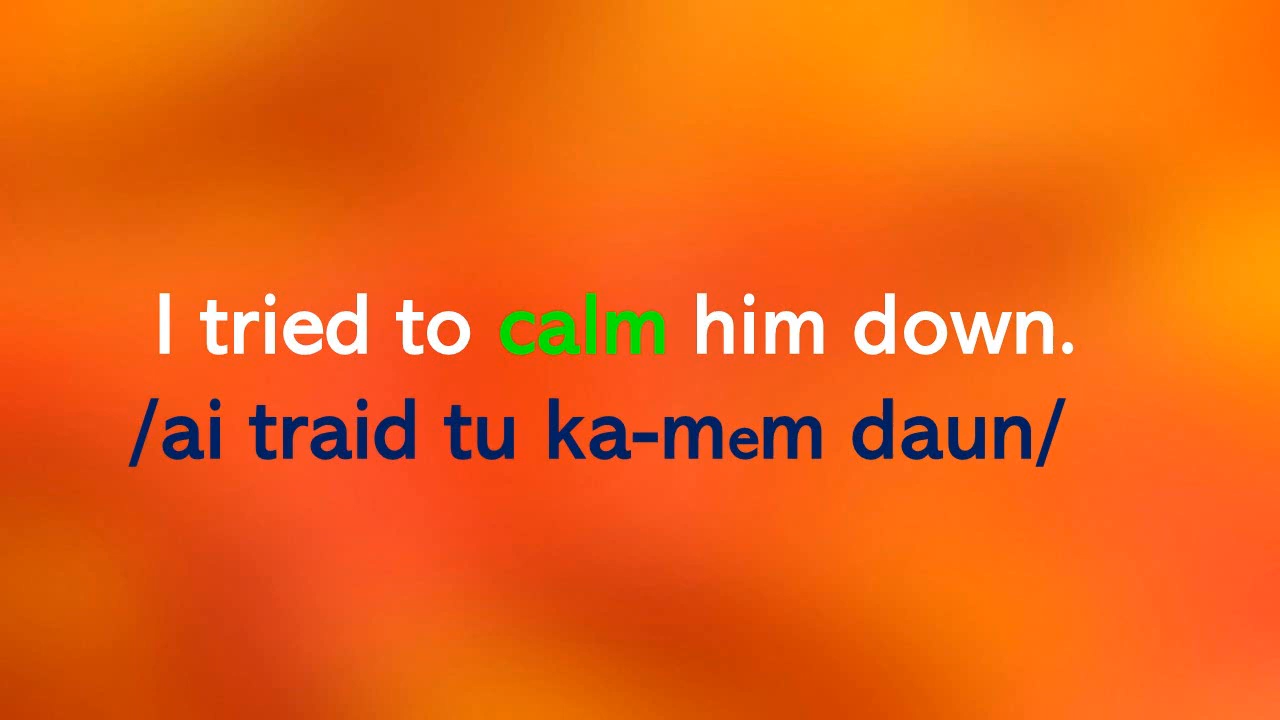 I tried to calm him down.
/ai traid tu ka-mem daun/